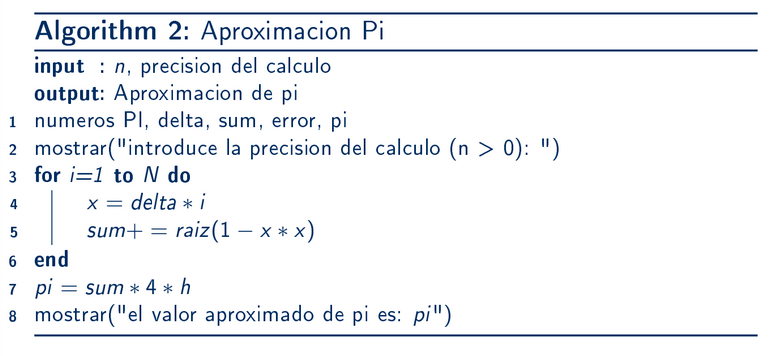 Algorithm 2: Aproximacion Pi
input : n, precision del calculo
output: Aproximacion de pi
1 numeros PI, delta, sum, error, pi
2 mostrar("introduce la precision del calculo (n > 0): ")
3 for i=1 to N do
4 x = delta ∗ i
5 sum+ = raiz(1 − x ∗ x)
6 end
7 pi = sum ∗ 4 ∗ h
8 mostrar("el valor aproximado de pi es: pi")